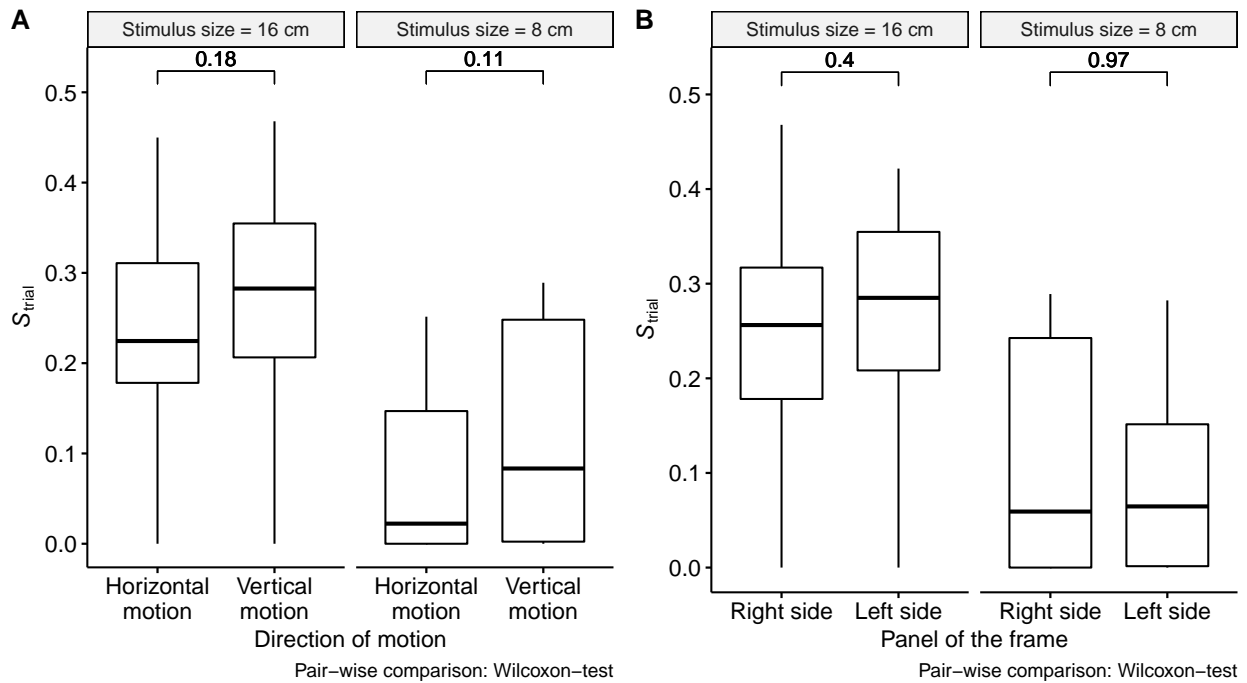 A
Stimulus size = 16 cm
Stimulus size = 8 cm
0.18
0.11
0.5
0.4
0.3
0.2
0.1
0.0
Strial
Horizontal motion
Vertical motion
Horizontal motion
Vertical motion
Direction of motion
Pair−wise comparison: Wilcoxon−test
B
Stimulus size = 16 cm
Stimulus size = 8 cm
0.4
0.97
0.5
0.4
0.3
0.2
0.1
0.0
Strial
Right side
Left side
Right side
Left side
Panel of the frame
Pair−wise comparison: Wilcoxon−test